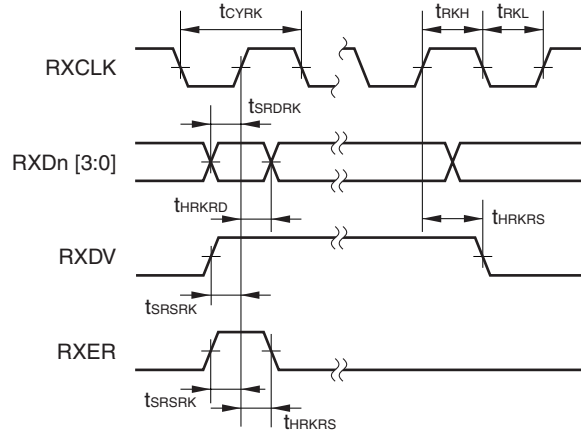 tCYRK
tRKH
tRKL
RXCLK
tSRDRK
RXDn [3:0]
tHRKRD
tHRKRS
RXDV
tSRSRK
RXER
tSRSRK
tHRKRS